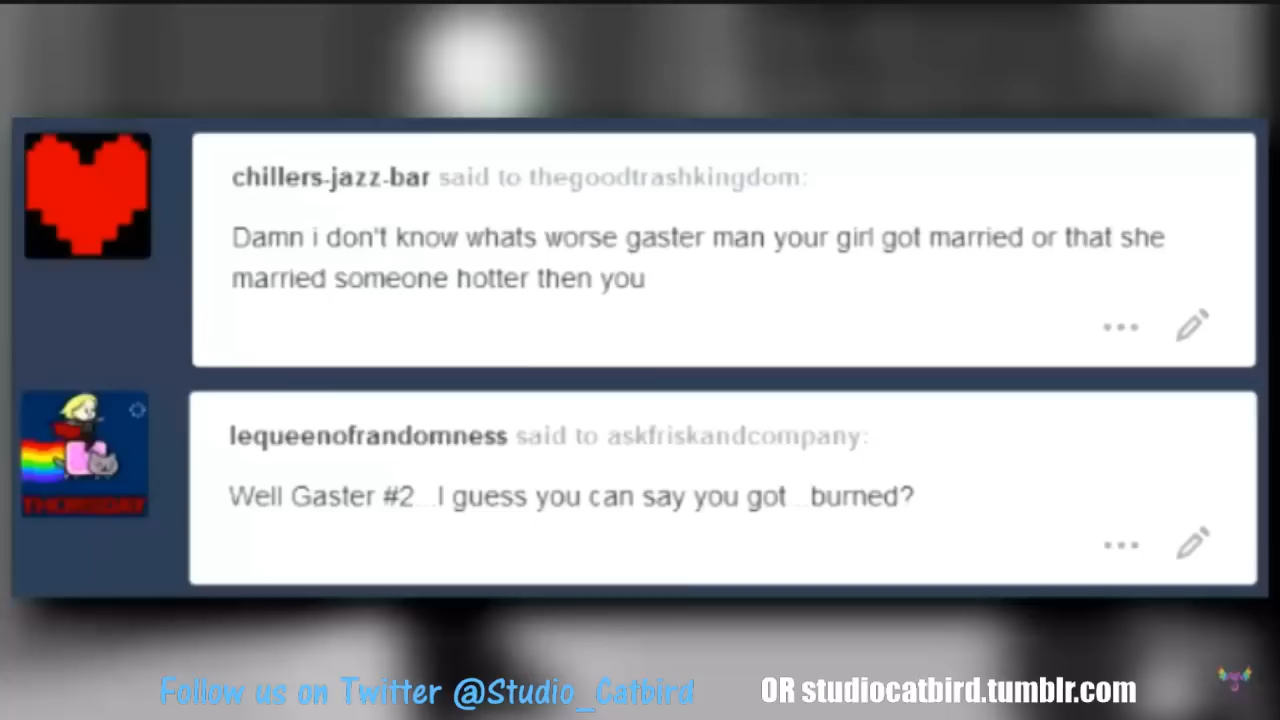 chillers-jazz-bar said to thegoodtrashkingdom:
Damn i don't know whats worse gaster man your girl got married or that she
married someone hotter then you
lequeenofrandomness said to askfriskandcompany:
Well Gaster #2...I guess you can say you got...burned?
THORSDAY
Follow us on Twitter @Studio_Catbird
OR studiocatbird.tumblr.com